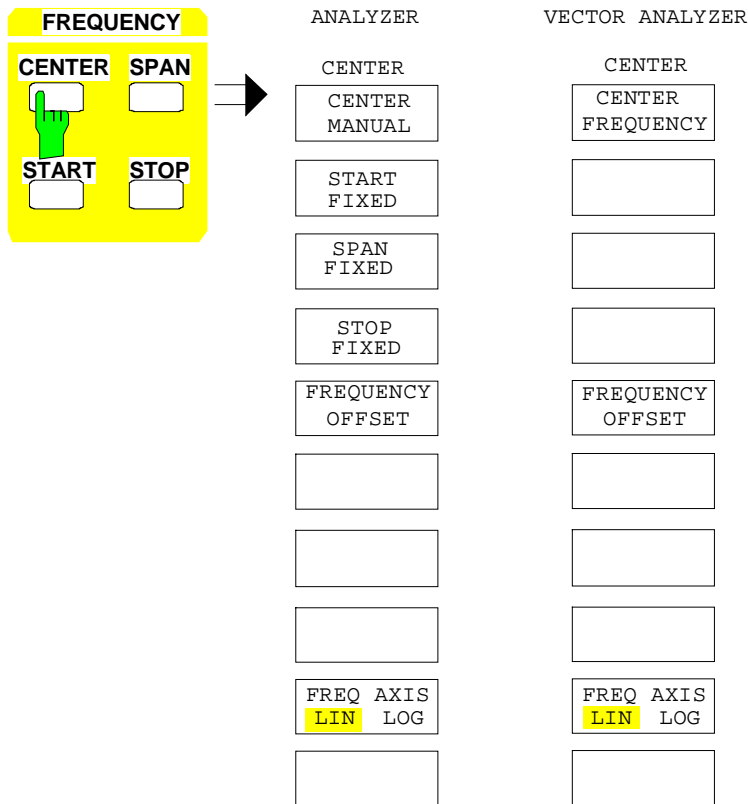 FREQUENCY
CENTER SPAN
START STOP
ANALYZER
CENTER
CENTER
MANUAL
START
FIXED
SPAN
FIXED
STOP
FIXED
FREQUENCY
OFFSET
FREQ AXIS
LIN LOG
VECTOR ANALYZER
CENTER
CENTER
FREQUENCY
FREQUENCY
OFFSET
FREQ AXIS
LIN LOG